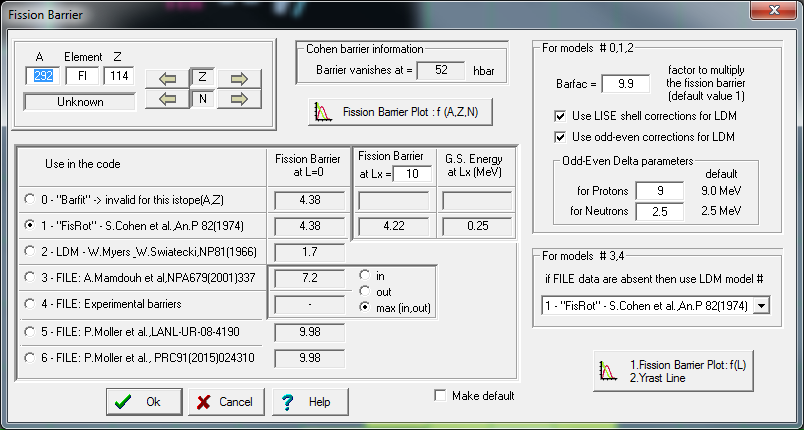 Fission Barrier
A Element Z
292 Fl 114
Unknown
Z
N
Cohen barrier information
Barrier vanishes at = 52 hbar
Fission Barrier Plot : f (A,Z,N)
For models # 0,1,2
Barfac = 9.9
factor to multiply
the fission barrier
(default value 1)
Use LISE shell corrections for LDM
Use odd-even corrections for LDM
Odd-Even Delta parameters
default
for Protons 9 9.0 MeV
for Neutrons 2.5 2.5 MeV
Use in the code
Fission Barrier
at L=0
Fission Barrier
at Lx= 10
G.S. Energy
at Lx (MeV)
0 - "Barfit" -> invalid for this istope(A,Z) 4.38
1 - "FisRot" - S.Cohen et al.,An.P 82(1974) 4.38 4.22 0.25
2 - LDM - W.Myers _W.Swiatecki,NP81(1966) 1.7
3 - FILE: A.Mamdouh et al,NPA679(2001)337 7.2
4 - FILE: Experimental barriers -
in
out
max (in,out)
5 - FILE: P.Moller et al.,LANL-UR-08-4190 9.98
6 - FILE: P.Moller et al., PRC91(2015)024310 9.98
For models # 3,4
if FILE data are absent then use LDM model #
1 - "FisRot" - S.Cohen et al.,An.P 82(1974)
1.Fission Barrier Plot: f(L)
2.Yrast Line
Ok Cancel Help
Make default